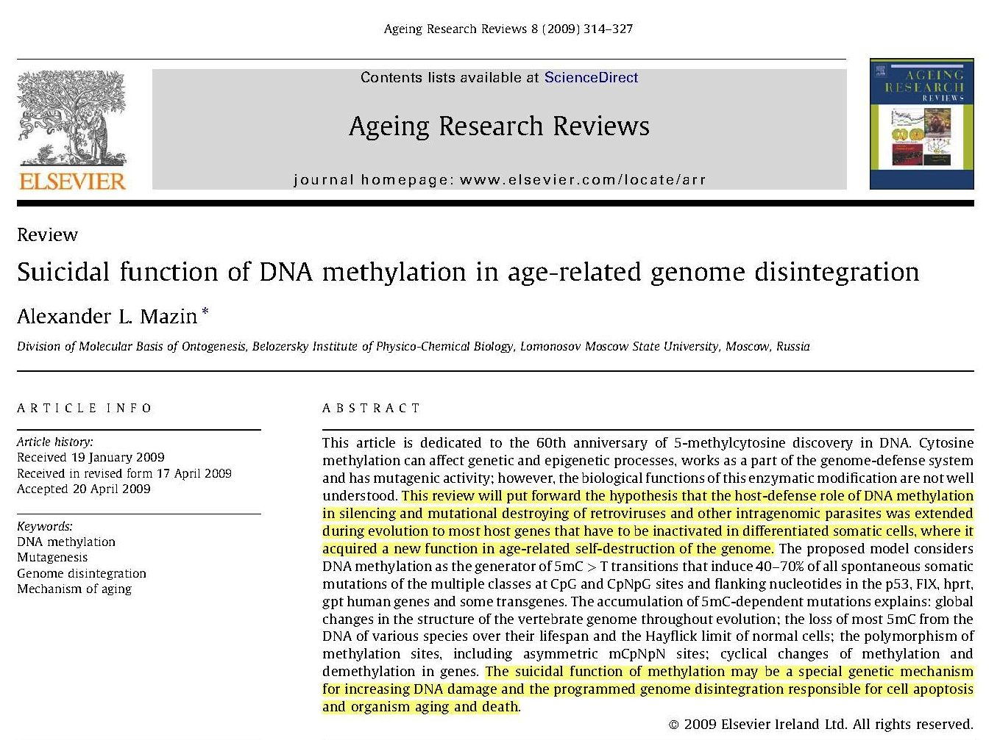 Ageing Research Reviews 8 (2009) 314–327
Contents lists available at ScienceDirect
Ageing Research Reviews
journal homepage: www.elsevier.com/locate/arr
ELSEVIER
AGEING
RESEARCH
REVIEWS
Review
Suicidal function of DNA methylation in age-related genome disintegration
Alexander L. Mazin *
Division of Molecular Basis of Ontogenesis, Belozersky Institute of Physico-Chemical Biology, Lomonosov Moscow State University, Moscow, Russia
ARTICLE INFO
Article history:
Received 19 January 2009
Received in revised form 17 April 2009
Accepted 20 April 2009
Keywords:
DNA methylation
Mutagenesis
Genome disintegration
Mechanism of aging
ABSTRACT
This article is dedicated to the 60th anniversary of 5-methylcytosine discovery in DNA. Cytosine
methylation can affect genetic and epigenetic processes, works as a part of the genome-defense system
and has mutagenic activity; however, the biological functions of this enzymatic modification are not well
understood. This review will put forward the hypothesis that the host-defense role of DNA methylation
in silencing and mutational destroying of retroviruses and other intragenomic parasites was extended
during evolution to most host genes that have to be inactivated in differentiated somatic cells, where it
acquired a new function in age-related self-destruction of the genome. The proposed model considers
DNA methylation as the generator of 5mC > T transitions that induce 40–70% of all spontaneous somatic
mutations of the multiple classes at CpG and CpNpG sites and flanking nucleotides in the p53, FIX, hprt,
gpt human genes and some transgenes. The accumulation of 5mC-dependent mutations explains: global
changes in the structure of the vertebrate genome throughout evolution; the loss of most 5mC from the
DNA of various species over their lifespan and the Hayflick limit of normal cells; the polymorphism of
methylation sites, including asymmetric mCpNpN sites; cyclical changes of methylation and
demethylation in genes. The suicidal function of methylation may be a special genetic mechanism
for increasing DNA damage and the programmed genome disintegration responsible for cell apoptosis
and organism aging and death.
© 2009 Elsevier Ireland Ltd. All rights reserved.